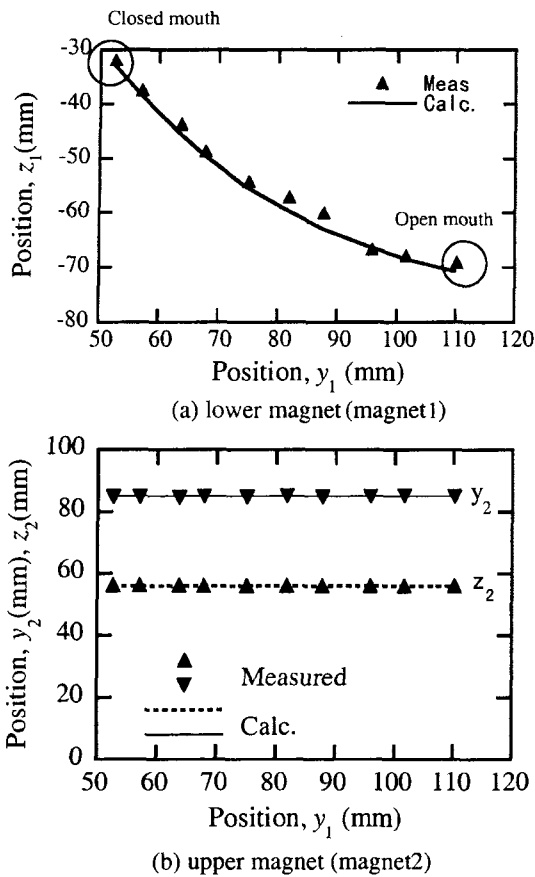 Closed mouth
-30
-40
-50
-60
-70
-80
Position, z1(mm)
Meas
Calc.
Open mouth
50 60 70 80 90 100 110 120
Position, y1 (mm)
(a) lower magnet (magnet1)
100
80
60
40
20
0
Position, y2(mm), z2(mm)
y2
z2
Measured
Calc.
50 60 70 80 90 100 110 120
Position, y1 (mm)
(b) upper magnet (magnet2)